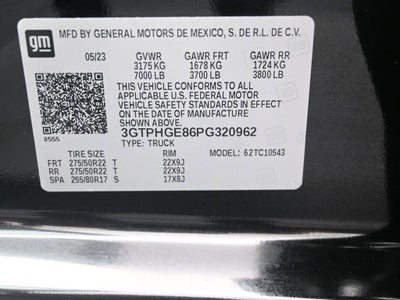 gm
MFD BY GENERAL MOTORS DE MEXICO, S. DE R.L. DE C.V.
05/23 GVWR GAWR FRT GAWR RR
3175 KG 1678 KG 1724 KG
7000 LB 3700 LB 3800 LB
THIS VEHICLE CONFORMS TO ALL
APPLICABLE U.S. FEDERAL MOTOR
VEHICLE SAFETY AND THEFT PREVENTION
STANDARDS IN EFFECT ON THE DATE OF
MANUFACTURE SHOWN ABOVE.
8555
3GTPHGE86PG320962
TYPE: TRUCK
TIRE SIZE RIM MODEL: 62TC10543
FRT 275/50R22 T 22X9J
RR 275/50R22 T 22X9J
SPA 255/80R17 S 17X8J